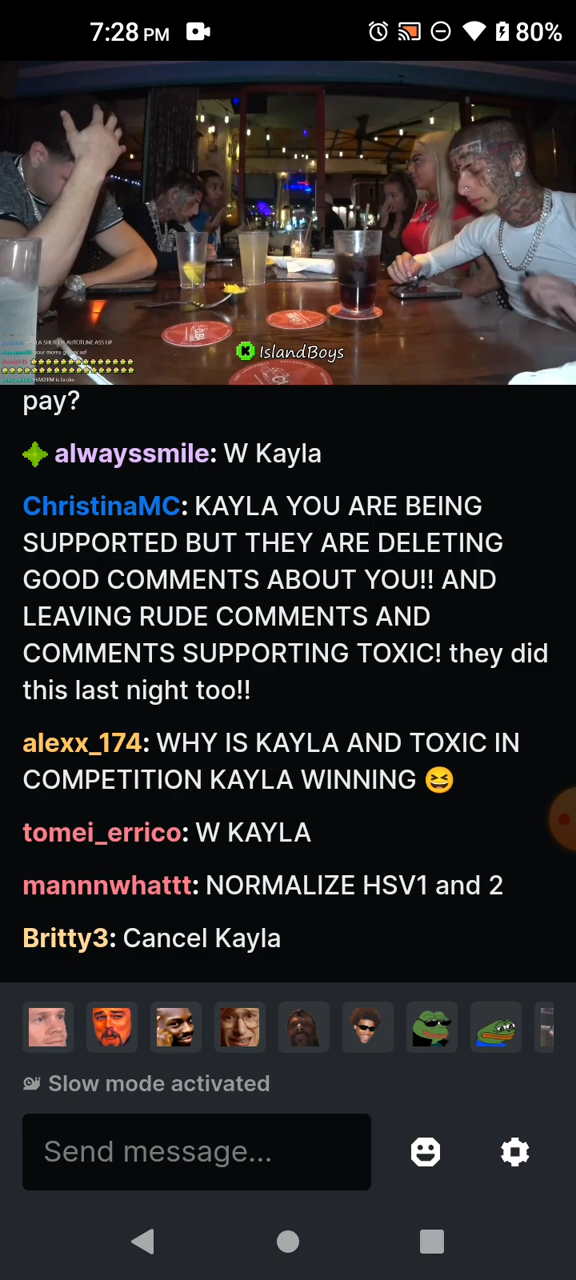 7:28 PM
80%
IslandBoys
pay?
alwayssmile: W Kayla
ChristinaMC: KAYLA YOU ARE BEING
SUPPORTED BUT THEY ARE DELETING
GOOD COMMENTS ABOUT YOU!! AND
LEAVING RUDE COMMENTS AND
COMMENTS SUPPORTING TOXIC! they did
this last night too!!
alexx_174: WHY IS KAYLA AND TOXIC IN
COMPETITION KAYLA WINNING 😆
tomei_errico: W KAYLA
mannnwhattt: NORMALIZE HSV1 and 2
Britty3: Cancel Kayla
Slow mode activated
Send message...